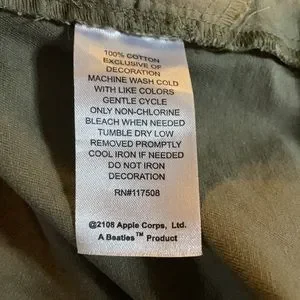 100% COTTON
EXCLUSIVE OF
DECORATION
MACHINE WASH COLD
WITH LIKE COLORS
GENTLE CYCLE
ONLY NON-CHLORINE
BLEACH WHEN NEEDED
TUMBLE DRY LOW
REMOVED PROMPTLY
COOL IRON IF NEEDED
DO NOT IRON
DECORATION
RN#117508
@2108 Apple Corps, Ltd.
A Beatles™ Product